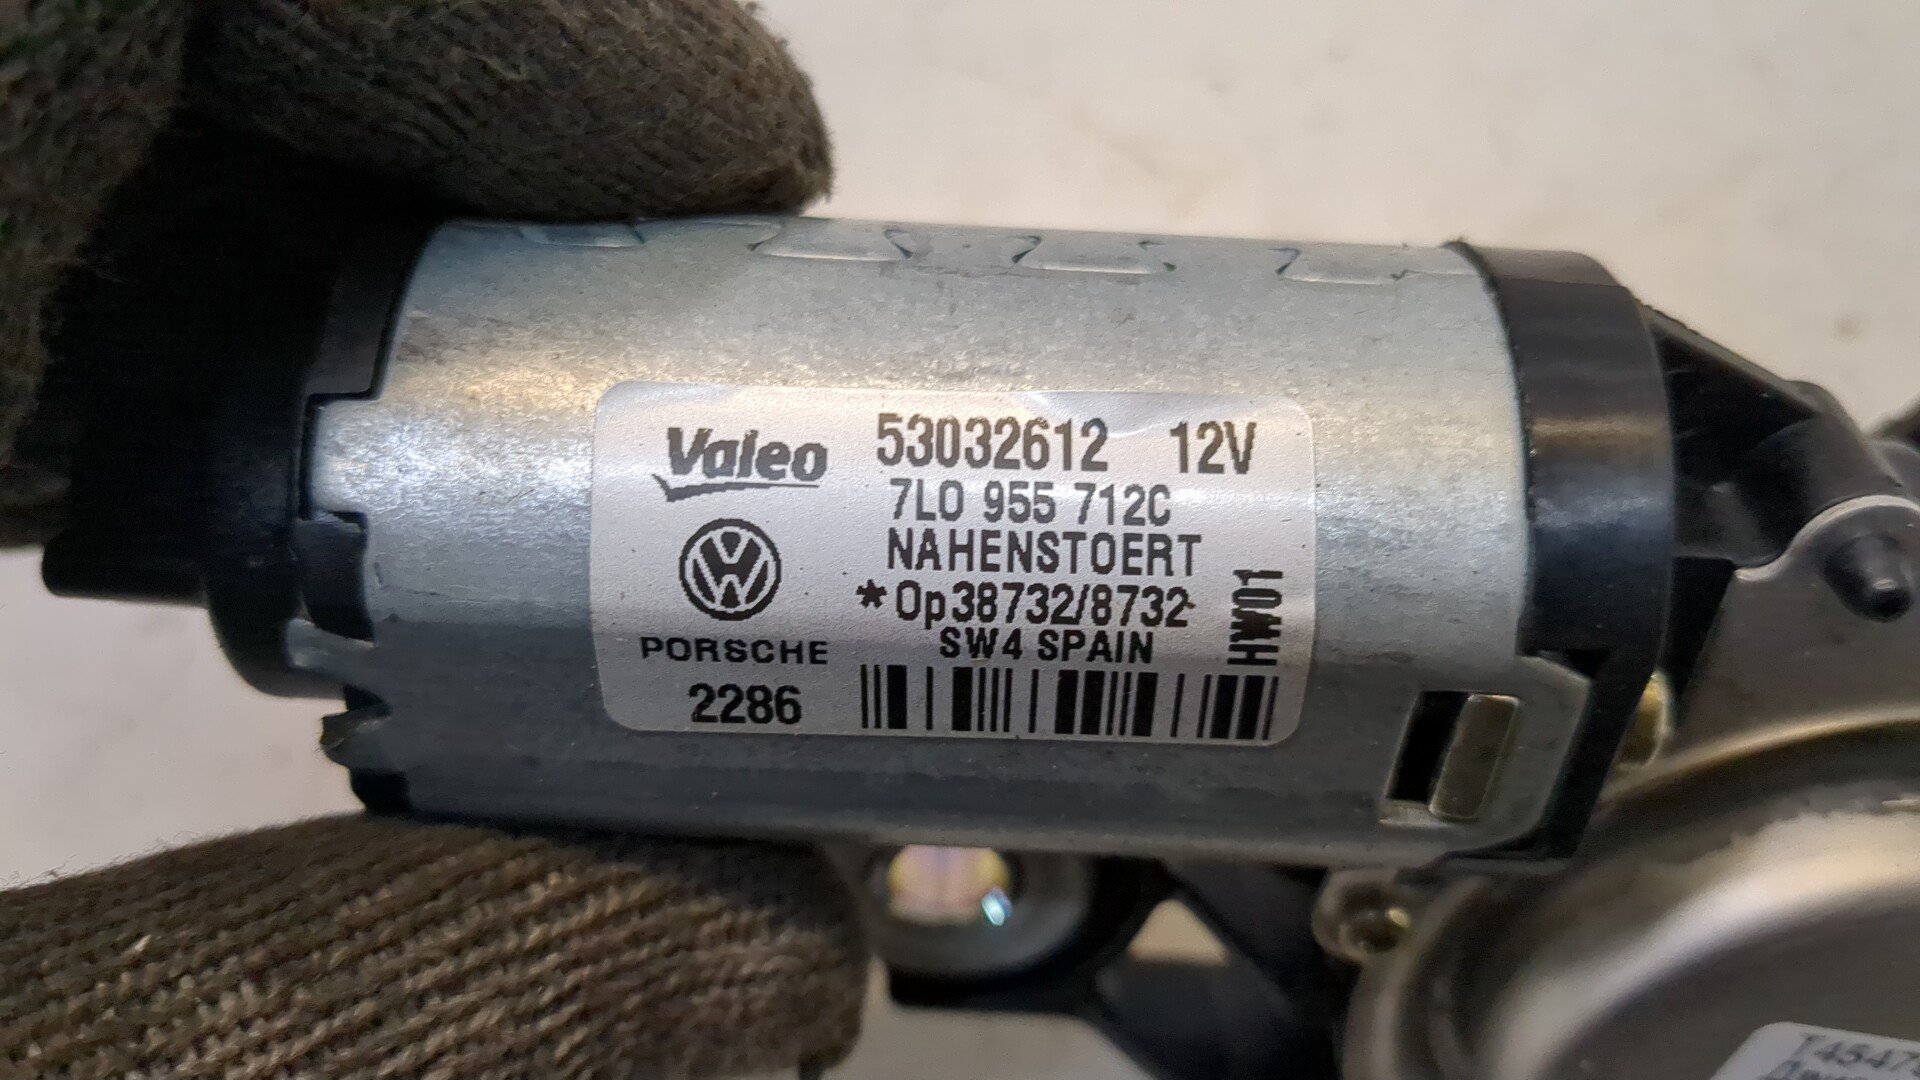 Valeo 53032612 12V
7L0 955 712C
NAHENSTOERT
*Op38732/8732
SW4 SPAIN
HW01
PORSCHE
2286